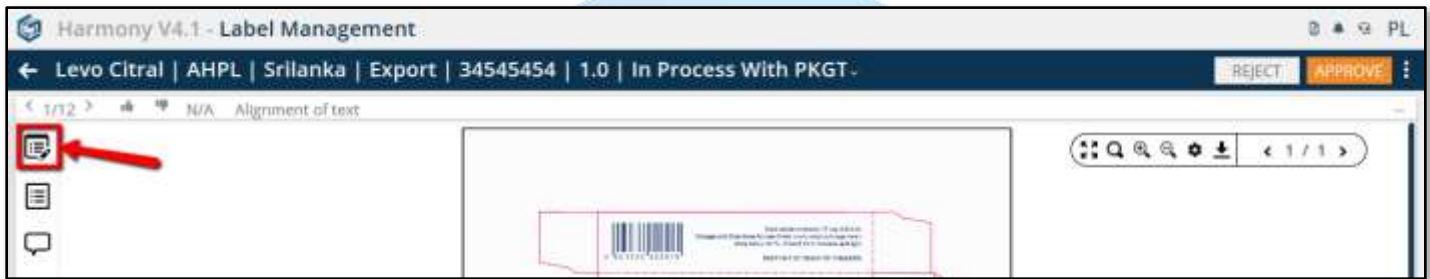 Harmony V4.1 - Label Management
PL
← Levo Citral | AHPL | Srilanka | Export | 34545454 | 1.0 | In Process With PKGT
REJECT
APPROVE
< 1/12 > N/A Alignment of text
< 1 / 1 >